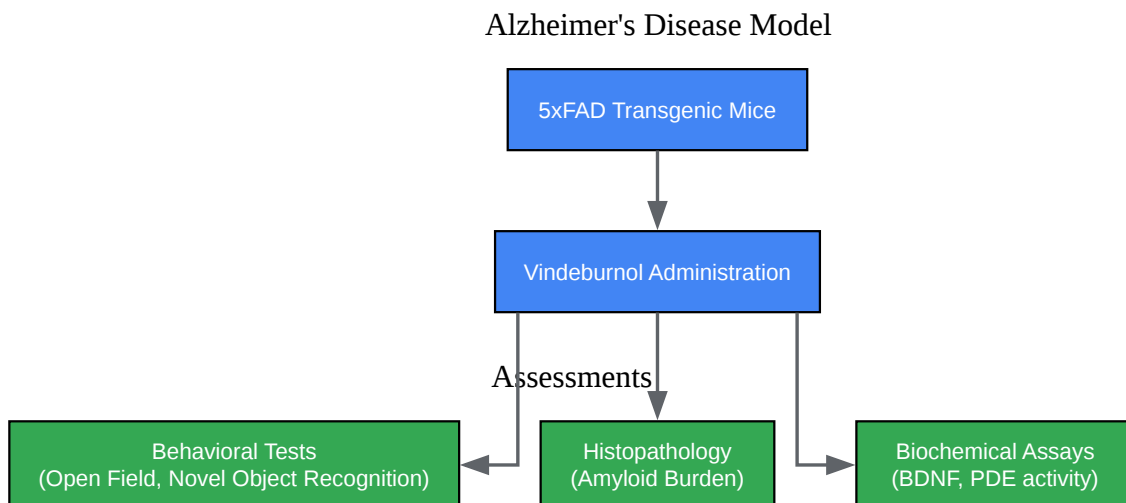 Alzheimer's Disease Model
5xFAD Transgenic Mice
Vindeburnol Administration
Assessments
Behavioral Tests
(Open Field, Novel Object Recognition)
Histopathology
(Amyloid Burden)
Biochemical Assays
(BDNF, PDE activity)